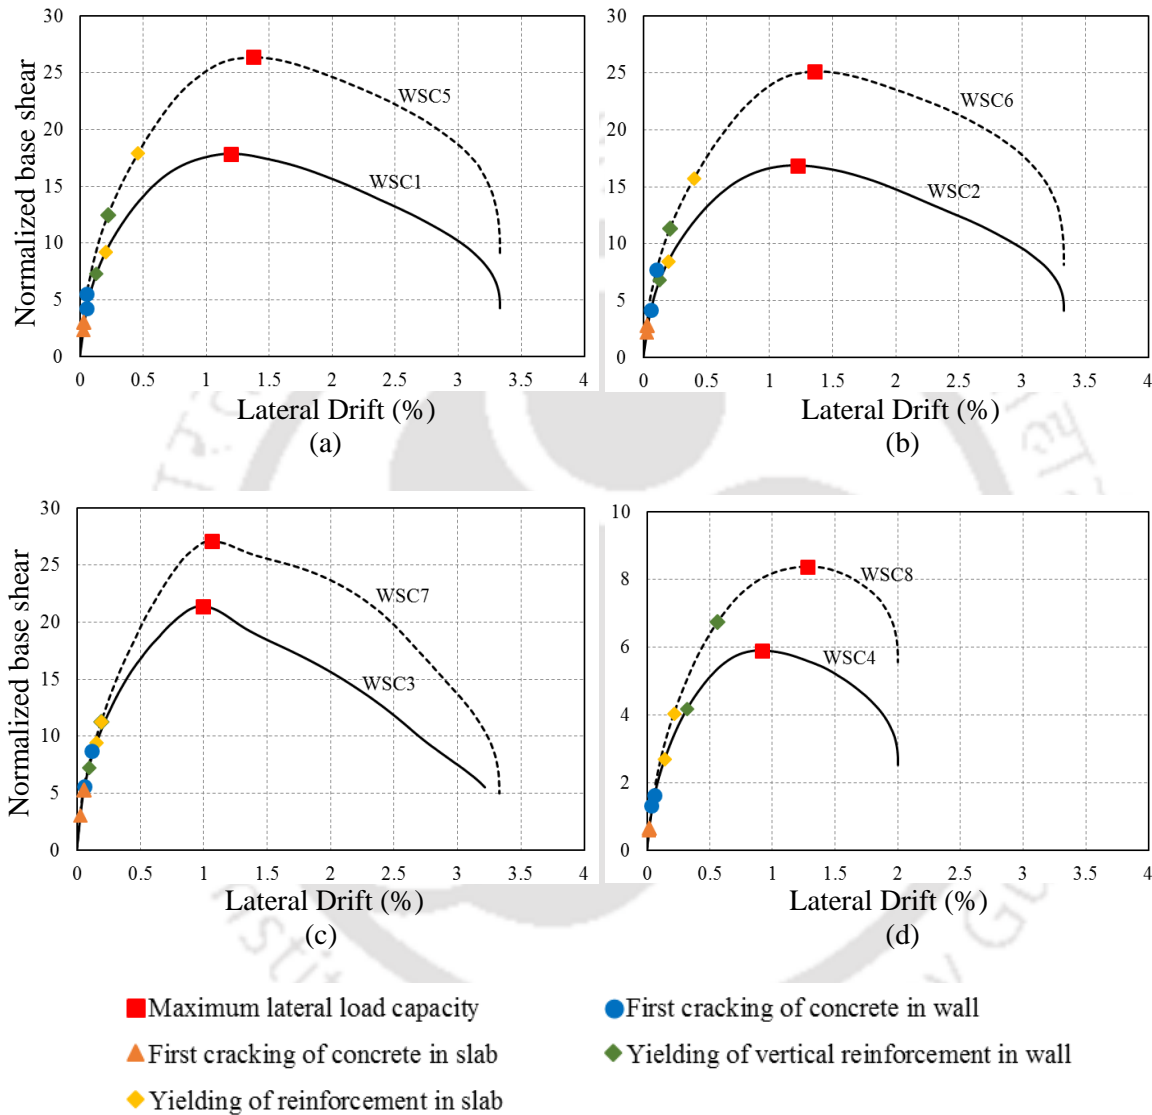 30
25
20
15
10
5
0
Normalized base shear
WSC5
WSC1
0 0.5 1 1.5 2 2.5 3 3.5 4
Lateral Drift (%)
(a)
30
25
20
15
10
5
0
WSC6
WSC2
0 0.5 1 1.5 2 2.5 3 3.5 4
Lateral Drift (%)
(b)
30
25
20
15
10
5
0
Normalized base shear
WSC7
WSC3
0 0.5 1 1.5 2 2.5 3 3.5 4
Lateral Drift (%)
(c)
10
8
6
4
2
0
WSC8
WSC4
0 0.5 1 1.5 2 2.5 3 3.5 4
Lateral Drift (%)
(d)
Maximum lateral load capacity
First cracking of concrete in wall
First cracking of concrete in slab
Yielding of vertical reinforcement in wall
Yielding of reinforcement in slab